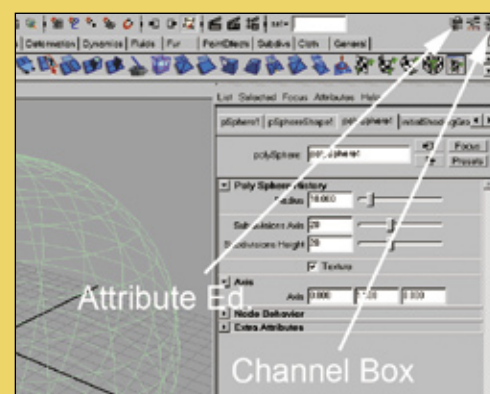 sel=
Deformation Dynamics Fluids Fur PaintEffects Subdivs Cloth General
List Selected Focus Attributes Help
pSphere1 pSphereShape1 polySphere1 initialShadingGro
polySphere: polySphere1 Focus
Presets
Poly Sphere History
Radius 10.000
Subdivisions Axis 20
Subdivisions Height 20
Texture
Axis
Axis 0.000 0.000
Node Behavior
Extra Attributes
Attribute Ed.
Channel Box